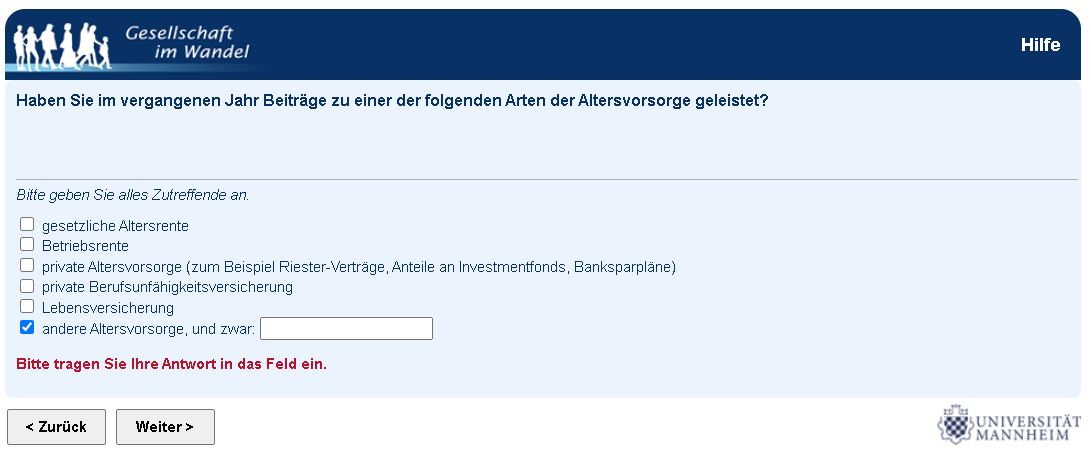 Gesellschaft
im Wandel
Hilfe
Haben Sie im vergangenen Jahr Beiträge zu einer der folgenden Arten der Altersvorsorge geleistet?
Bitte geben Sie alles Zutreffende an.
gesetzliche Altersrente
Betriebsrente
private Altersvorsorge (zum Beispiel Riester-Verträge, Anteile an Investmentfonds, Banksparpläne)
private Berufsunfähigkeitsversicherung
Lebensversicherung
andere Altersvorsorge, und zwar:
Bitte tragen Sie Ihre Antwort in das Feld ein.
< Zurück
Weiter >
UNIVERSITÄT
MANNHEIM